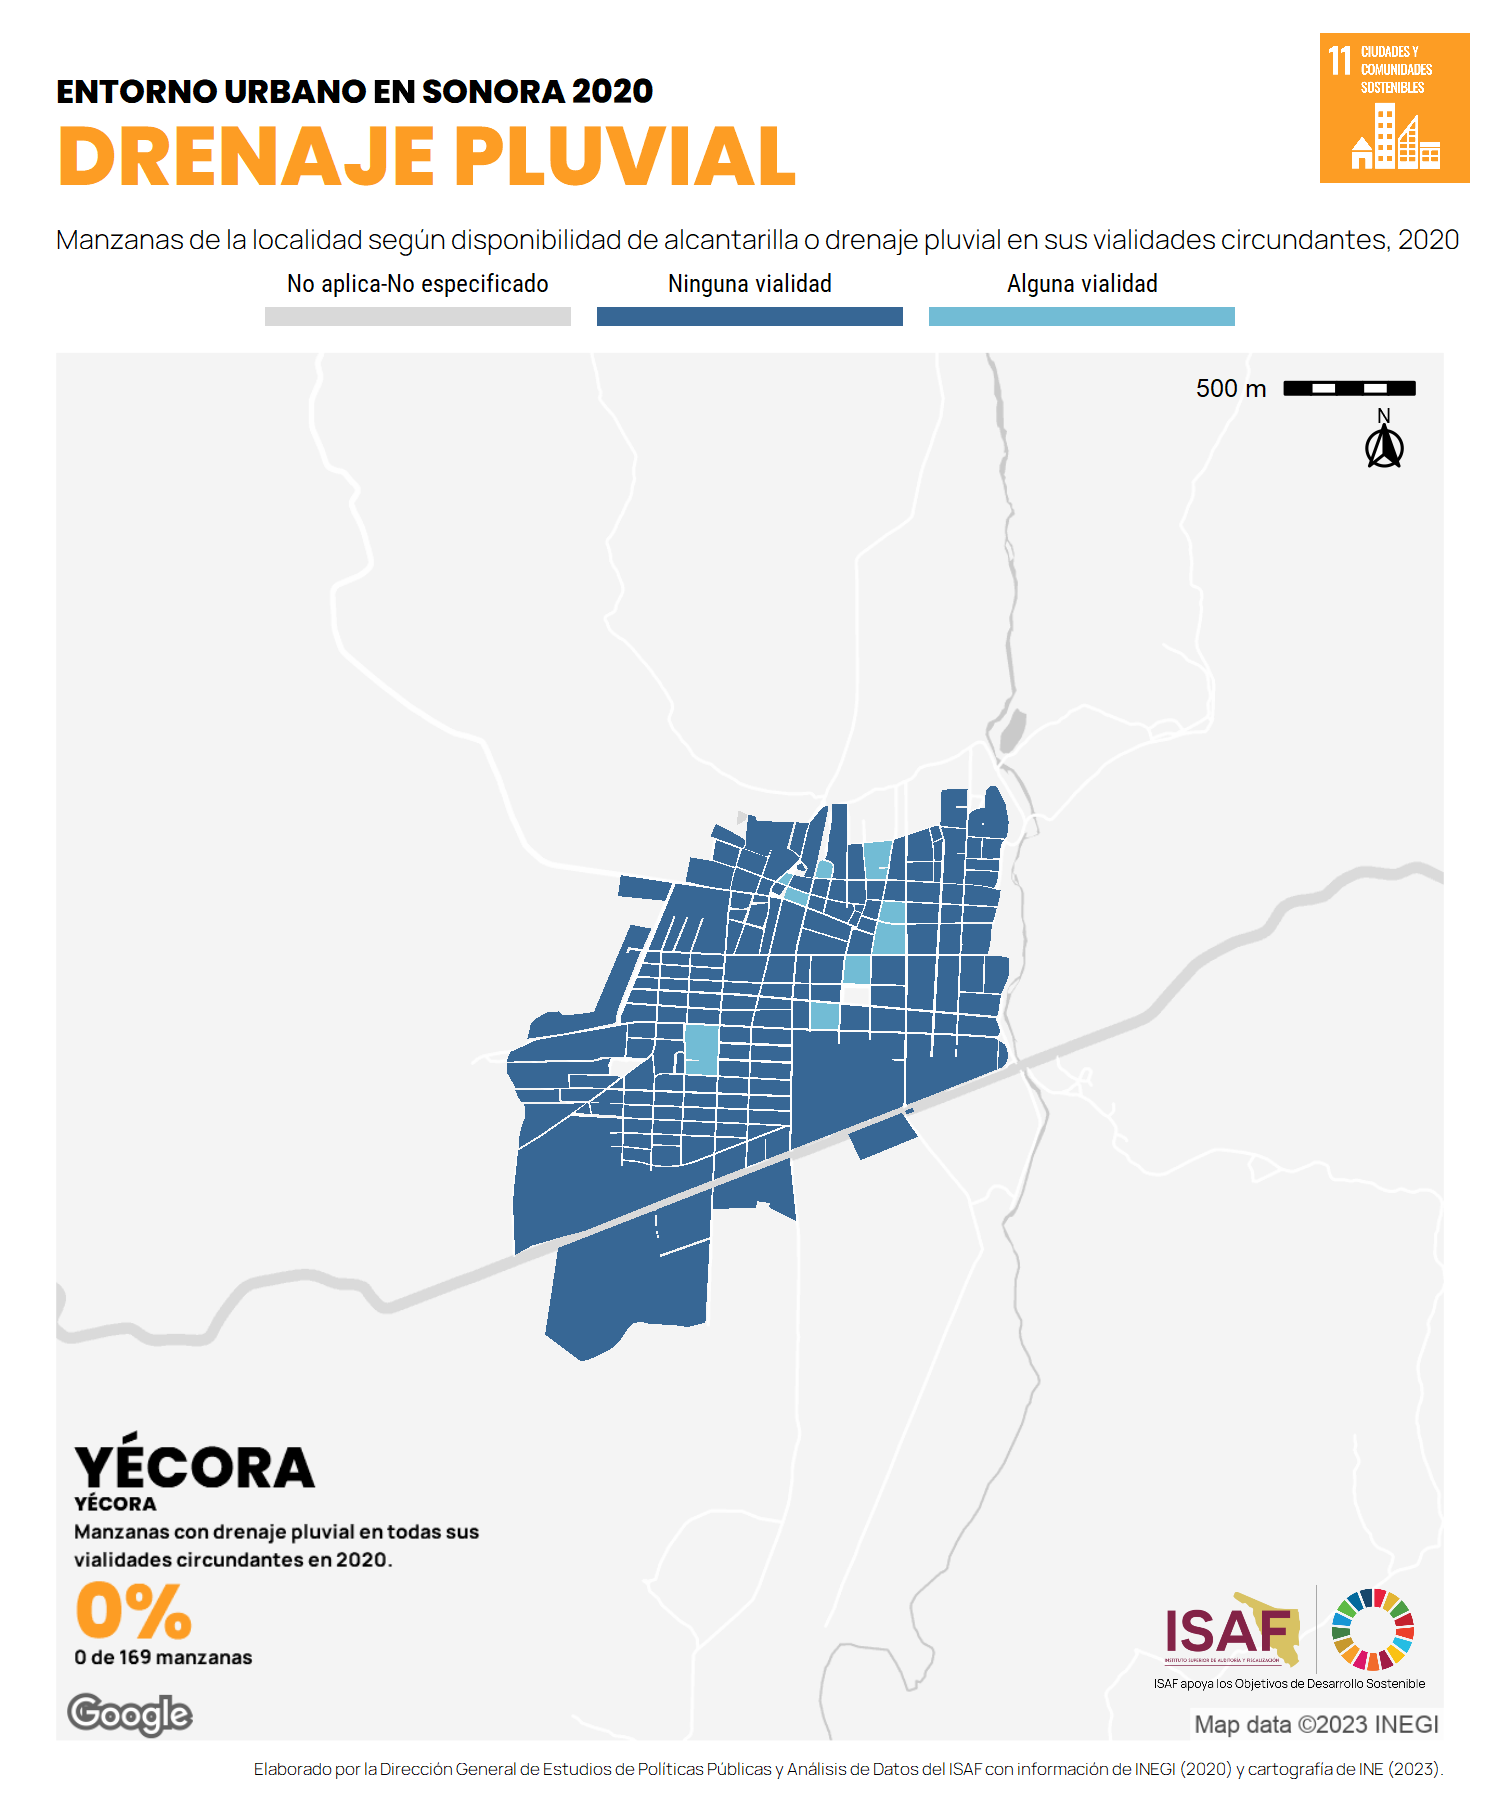 ENTORNO URBANO EN SONORA 2020
DRENAJE PLUVIAL
11 CIUDADES Y
COMUNIDADES
SOSTENIBLES
Manzanas de la localidad según disponibilidad de alcantarilla o drenaje pluvial en sus vialidades circundantes, 2020
No aplica-No especificado
Ninguna vialidad
Alguna vialidad
500 m
N
YÉCORA
YÉCORA
Manzanas con drenaje pluvial en todas sus
vialidades circundantes en 2020.
0%
0 de 169 manzanas
Google
ISAF
INSTITUTO SUPERIOR DE AUDITORÍA Y FISCALIZACIÓN
ISAF apoya los Objetivos de Desarrollo Sostenible
Map data ©2023 INEGI
Elaborado por la Dirección General de Estudios de Políticas Públicas y Análisis de Datos del ISAF con información de INEGI (2020) y cartografía de INE (2023).